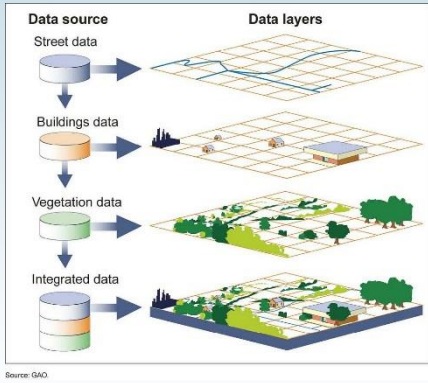 Data source
Data layers
Street data
Buildings data
Vegetation data
Integrated data
Source: GAO.